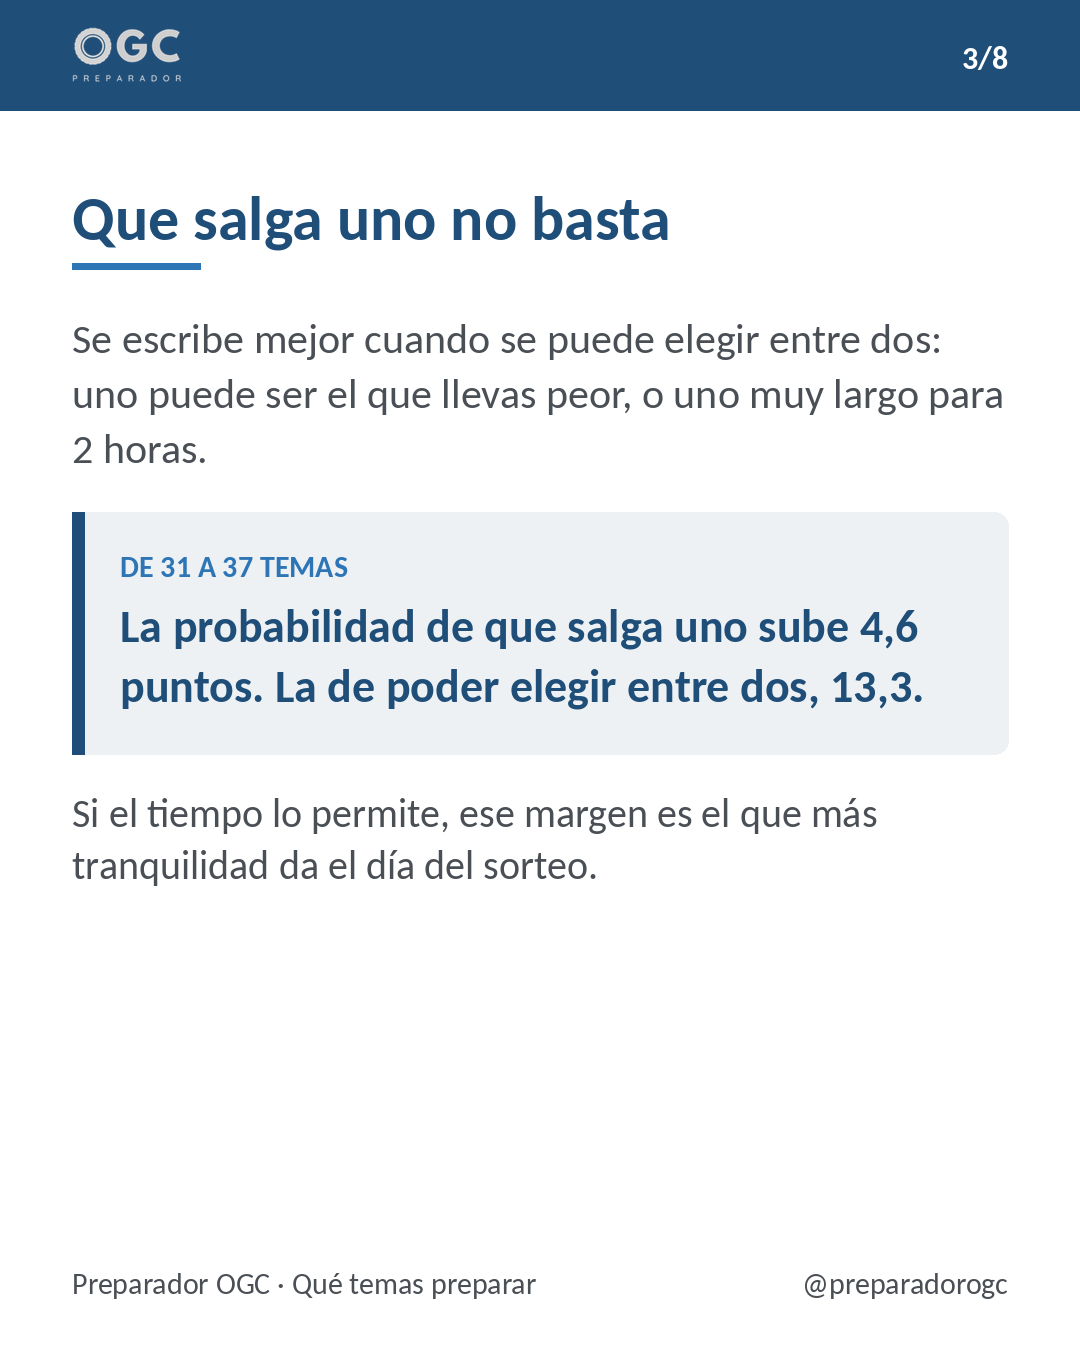 OGC
PREPARADOR
3/8
Que salga uno no basta
Se escribe mejor cuando se puede elegir entre dos:
uno puede ser el que llevas peor, o uno muy largo para
2 horas.
DE 31 A 37 TEMAS
La probabilidad de que salga uno sube 4,6
puntos. La de poder elegir entre dos, 13,3.
Si el tiempo lo permite, ese margen es el que más
tranquilidad da el día del sorteo.
Preparador OGC · Qué temas preparar
@preparadorogc